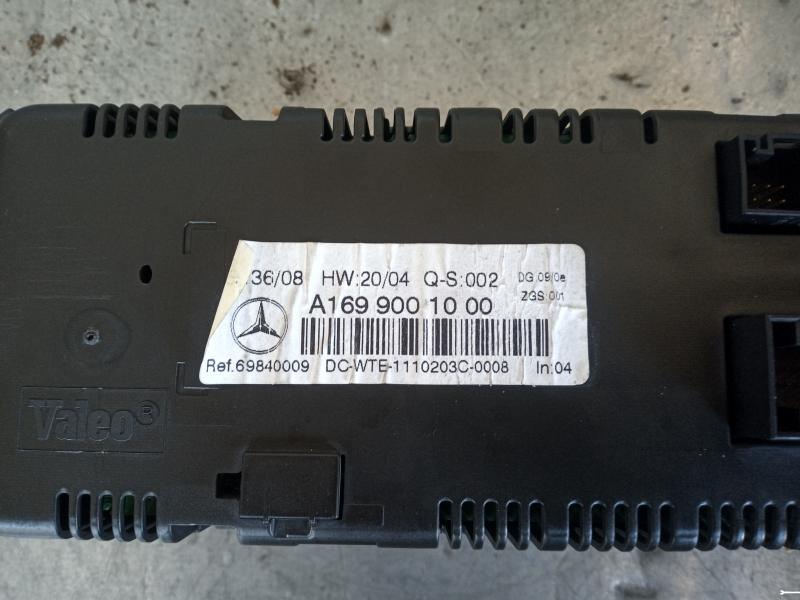 36/08 HW:20/04 Q-S:002 DG:09/0e
ZGS:001
A169 900 10 00
Ref.69840009 DC-WTE-1110203C-0008 In:04
Valeo®